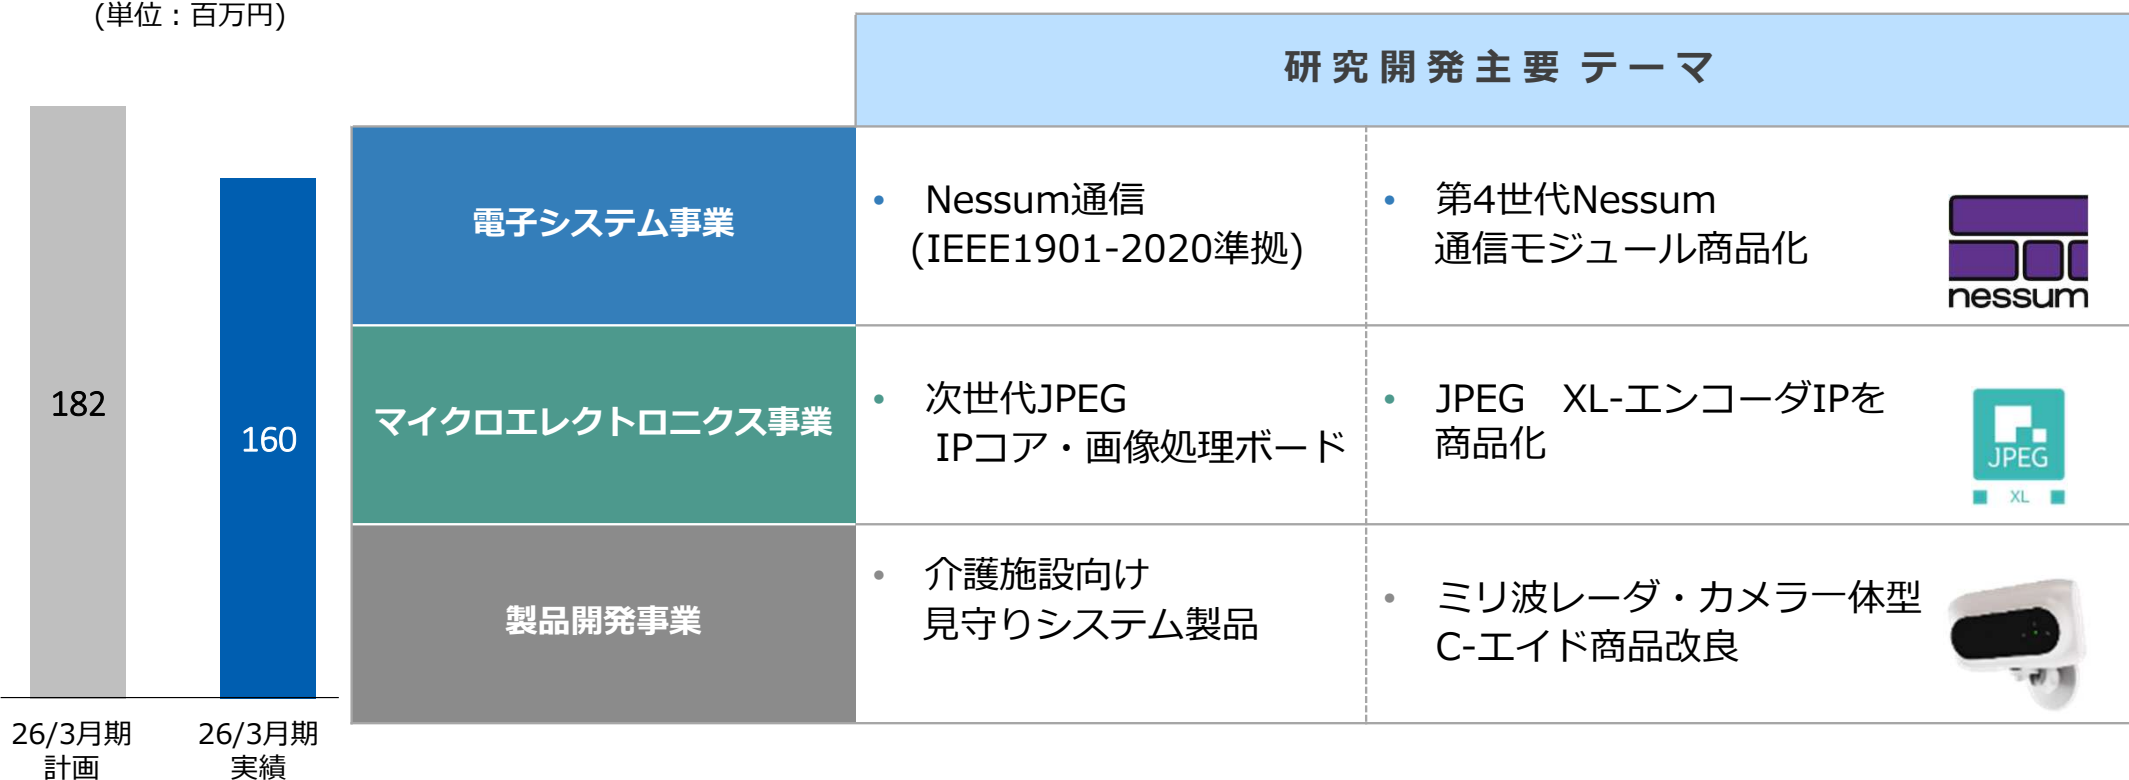 (単位：百万円)
182
160
26/3月期
計画
26/3月期
実績
研究開発主要 テーマ
電子システム事業
• Nessum通信
(IEEE1901-2020準拠)
• 第4世代Nessum
通信モジュール商品化
nessum
マイクロエレクトロニクス事業
• 次世代JPEG
IPコア・画像処理ボード
• JPEG　XL-エンコーダIPを
商品化
JPEG
XL
製品開発事業
• 介護施設向け
見守りシステム製品
• ミリ波レーダ・カメラ一体型
C-エイド商品改良